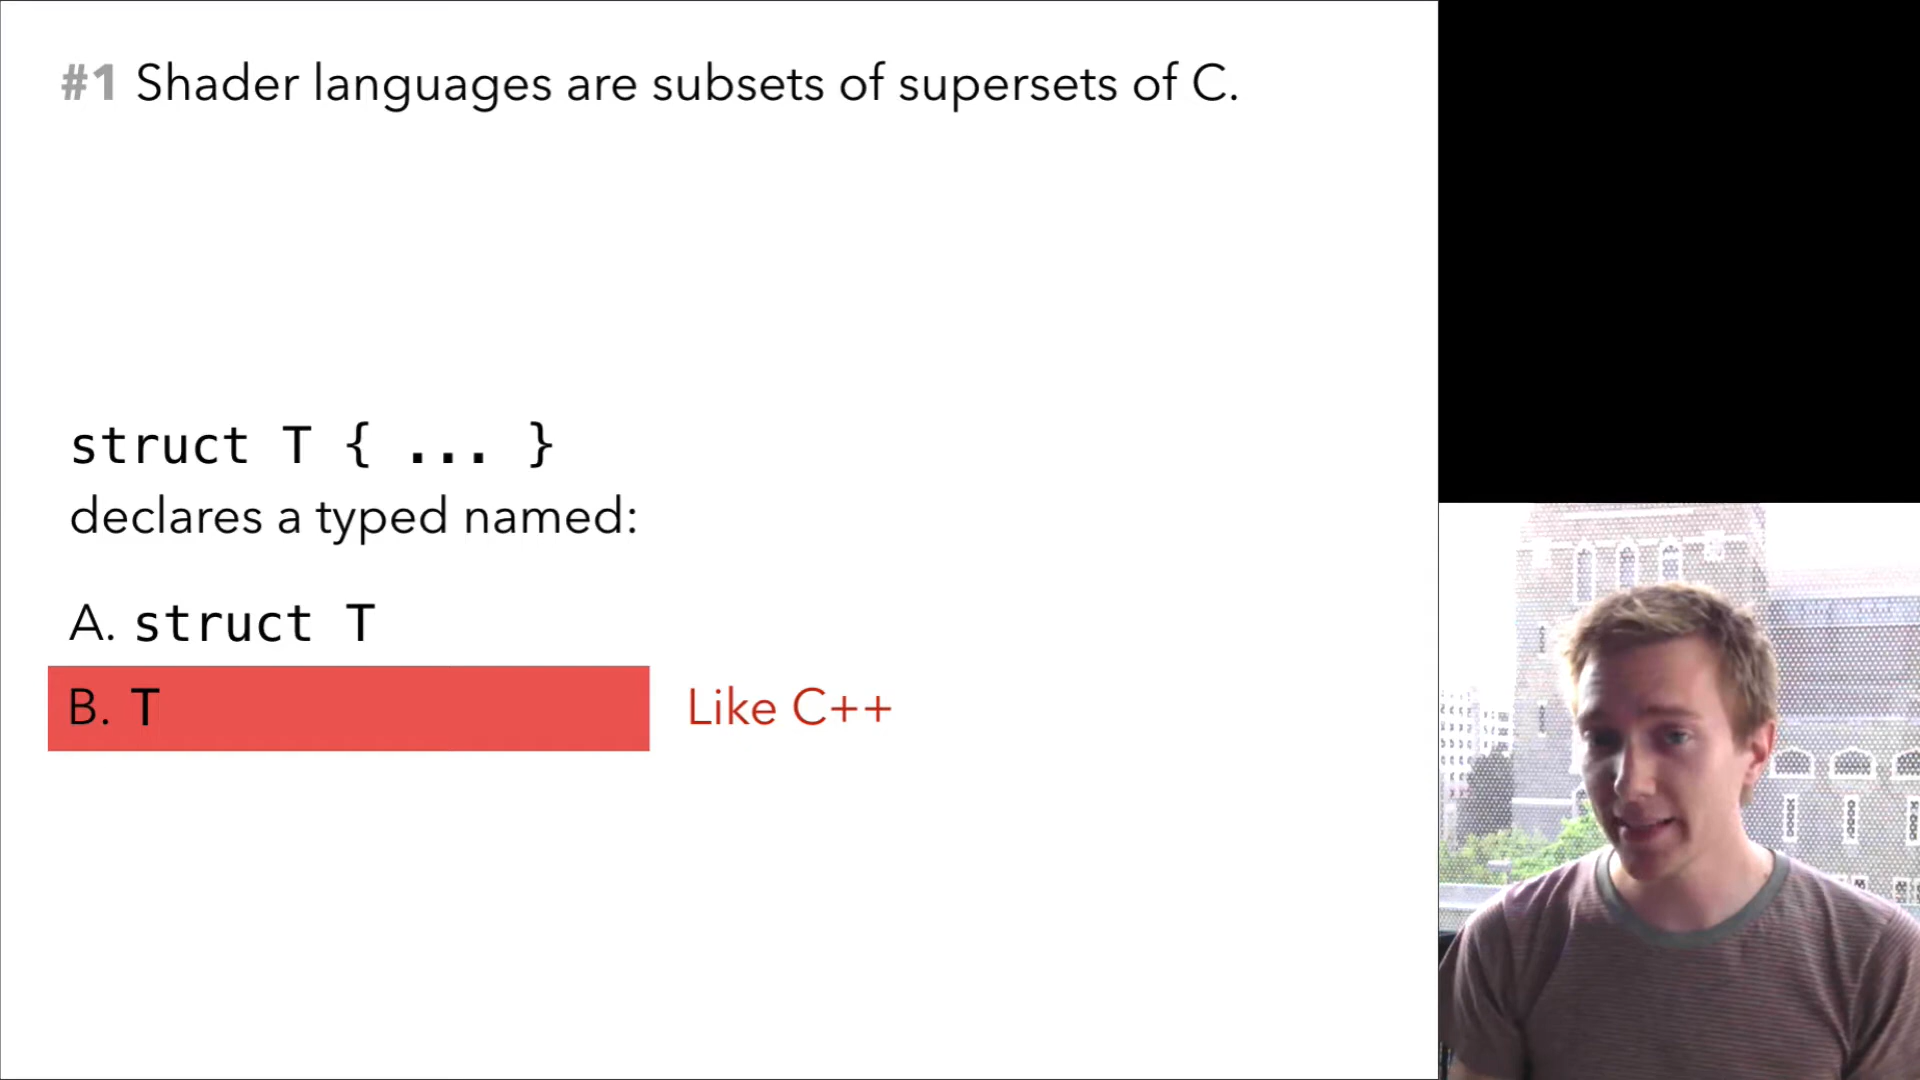 #1 Shader languages are subsets of supersets of C.
struct T { ... }
declares a typed named:
A. struct T
B. T
Like C++